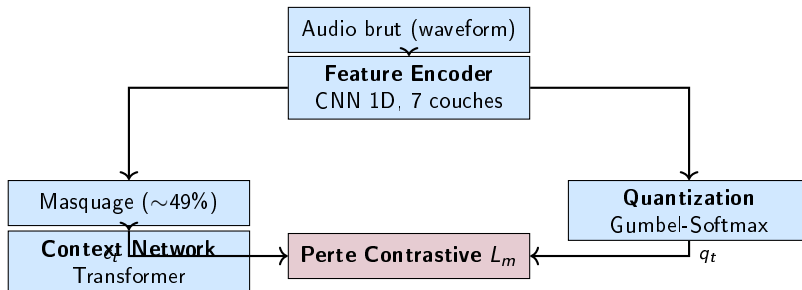 Audio brut (waveform)
Feature Encoder
CNN 1D, 7 couches
Masquage (∼49%)
Quantization
Gumbel-Softmax
Context Network
Transformer
c_t
Perte Contrastive L_m
q_t